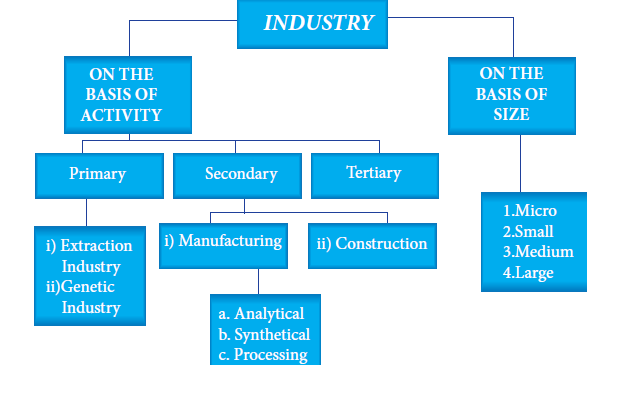 INDUSTRY
ON THE
BASIS OF
ACTIVITY
ON THE
BASIS OF
SIZE
Primary
Secondary
Tertiary
i) Extraction
Industry
ii)Genetic
Industry
i) Manufacturing
ii) Construction
1.Micro
2.Small
3.Medium
4.Large
a. Analytical
b. Synthetical
c. Processing